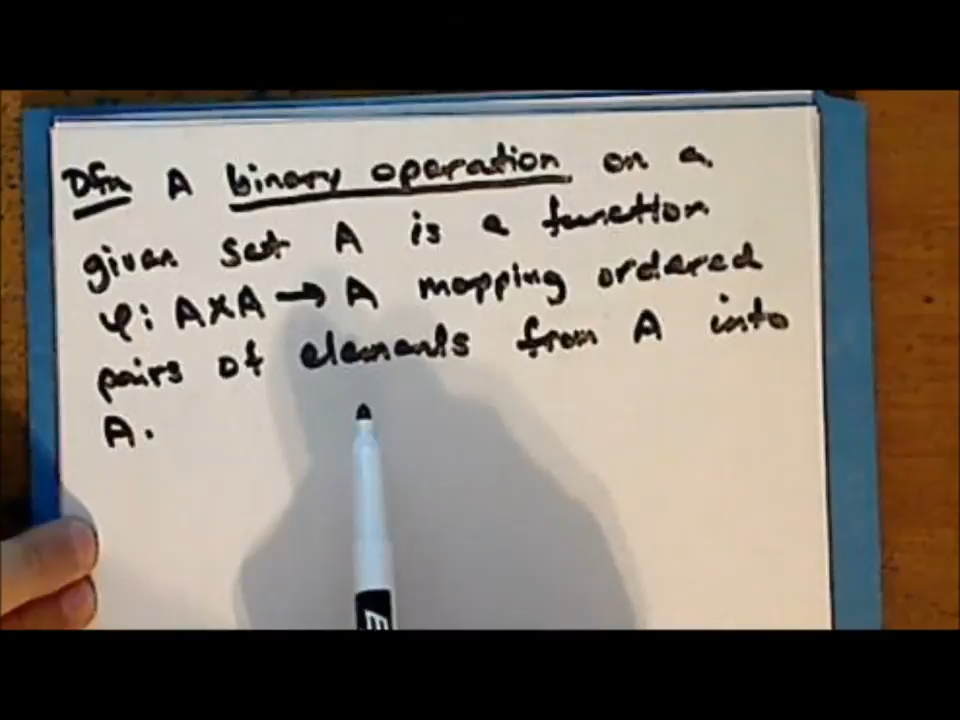 Dfn A binary operation on a
given set A is a function
φ: A×A → A mapping ordered
pairs of elements from A into
A.
E